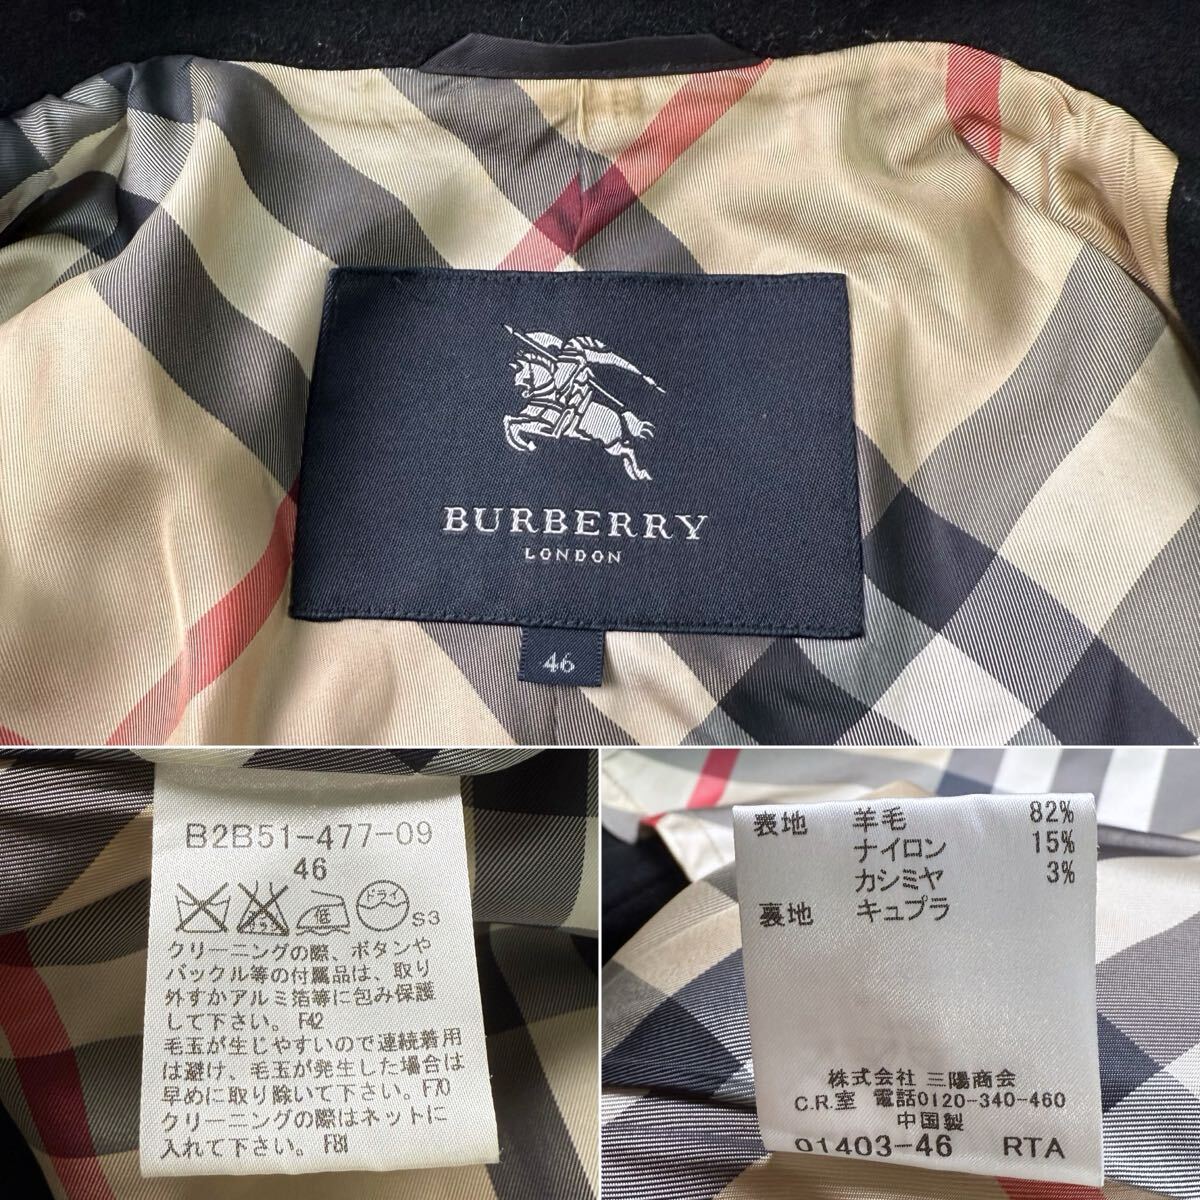 BURBERRY
LONDON
46
B2B51-477-09
46
低
ドライ
S3
クリーニングの際、ボタンや
バックル等の付属品は、取り
外すかアルミ箔等に包み保護
して下さい。F42
毛玉が生じやすいので連続着用
は避け、毛玉が発生した場合は
早めに取り除いて下さい。F70
クリーニングの際はネットに
入れて下さい。F81
表地 羊毛 82%
ナイロン 15%
カシミヤ 3%
裏地 キュプラ
株式会社 三陽商会
C.R.室 電話0120-340-460
中国製
01403-46 RTA